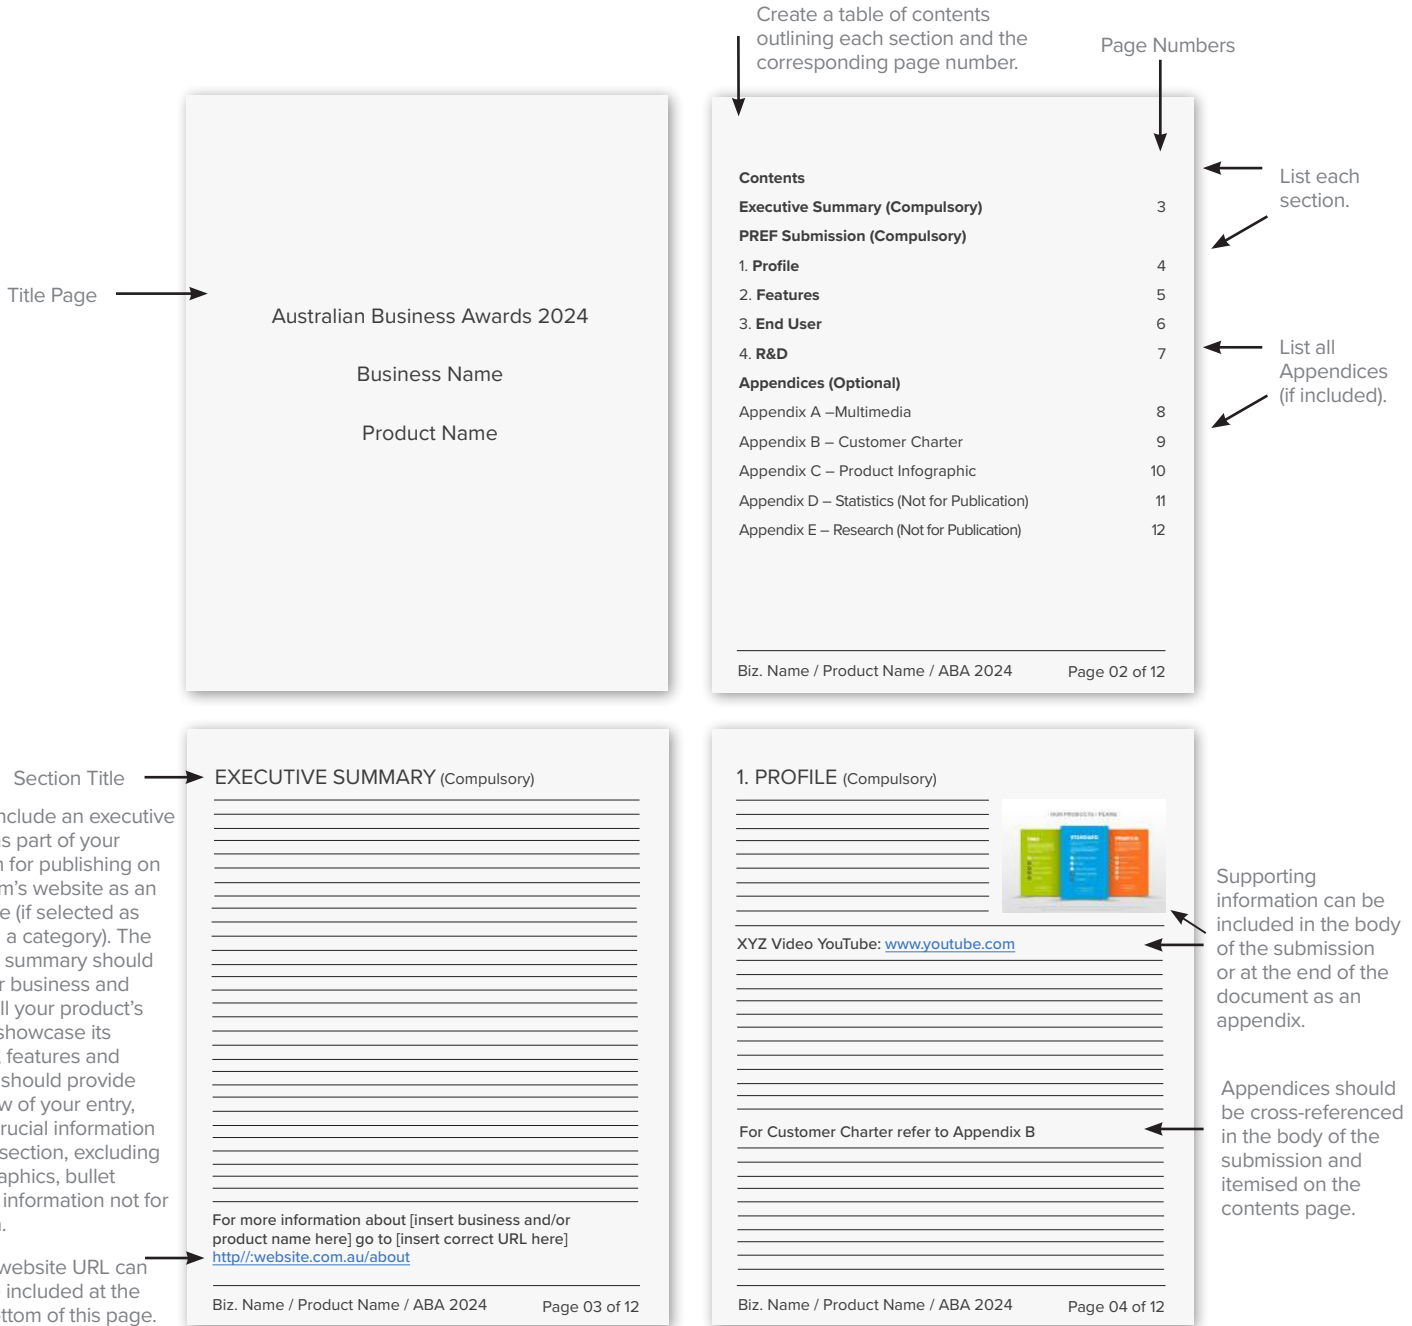 Create a table of contents
outlining each section and the
corresponding page number.
Page Numbers
Title Page
Australian Business Awards 2024
Business Name
Product Name
Contents
Executive Summary (Compulsory) 3
PREF Submission (Compulsory)
1. Profile 4
2. Features 5
3. End User 6
4. R&D 7
Appendices (Optional)
Appendix A –Multimedia 8
Appendix B – Customer Charter 9
Appendix C – Product Infographic 10
Appendix D – Statistics (Not for Publication) 11
Appendix E – Research (Not for Publication) 12
Biz. Name / Product Name / ABA 2024 Page 02 of 12
List each
section.
List all
Appendices
(if included).
Section Title
nclude an executive
as part of your
n for publishing on
m's website as an
e (if selected as
a category). The
summary should
r business and
ll your product's
showcase its
, features and
should provide
w of your entry,
rucial information
section, excluding
aphics, bullet
information not for
n.
website URL can
included at the
ttom of this page.
EXECUTIVE SUMMARY (Compulsory)
For more information about [insert business and/or
product name here] go to [insert correct URL here]
http//:website.com.au/about
Biz. Name / Product Name / ABA 2024 Page 03 of 12
1. PROFILE (Compulsory)
OUR PRODUCTS / PLANS
STANDARD
XYZ Video YouTube: www.youtube.com
For Customer Charter refer to Appendix B
Biz. Name / Product Name / ABA 2024 Page 04 of 12
Supporting
information can be
included in the body
of the submission
or at the end of the
document as an
appendix.
Appendices should
be cross-referenced
in the body of the
submission and
itemised on the
contents page.